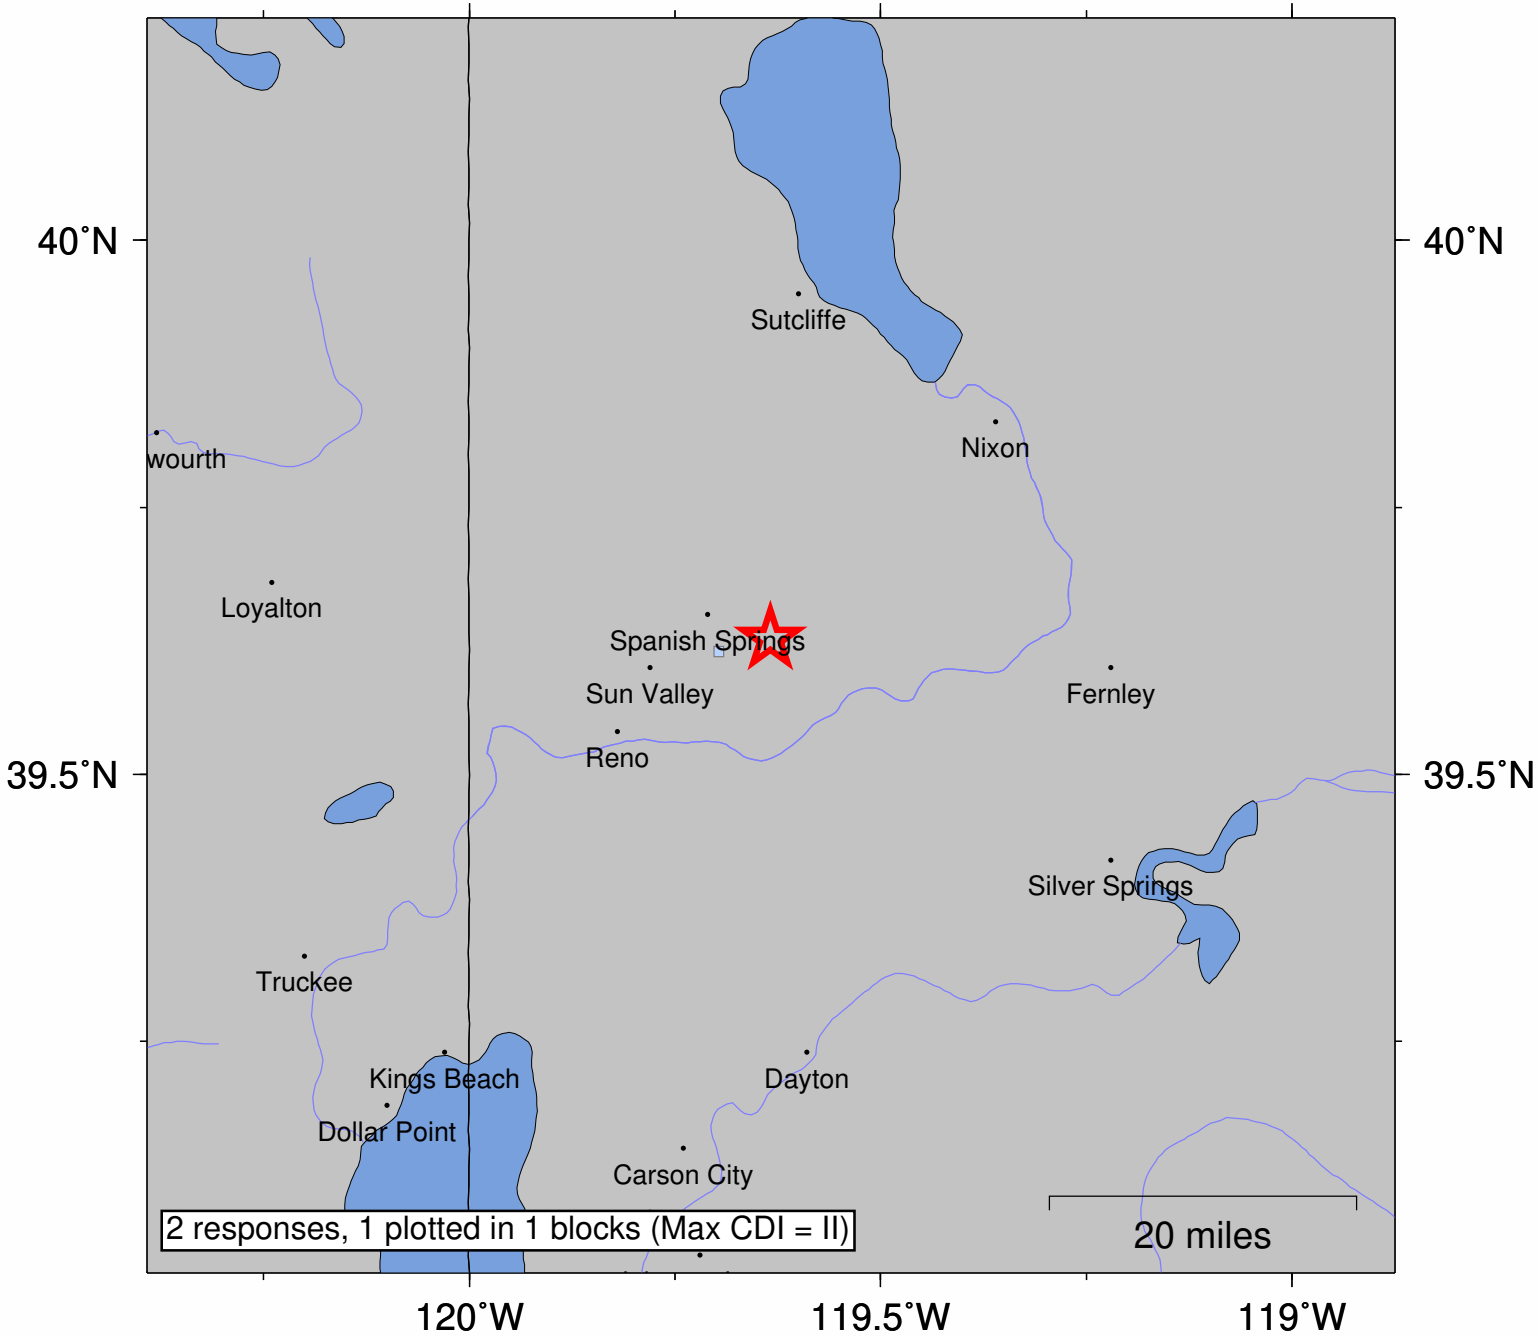 40˚N
40˚N
Sutcliffe
Nixon
wourth
Loyalton
Spanish Springs
Sun Valley
Fernley
Reno
39.5˚N
39.5˚N
Silver Springs
Truckee
Kings Beach
Dayton
Dollar Point
Carson City
2 responses, 1 plotted in 1 blocks (Max CDI = II)
20 miles
120˚W
119.5˚W
119˚W